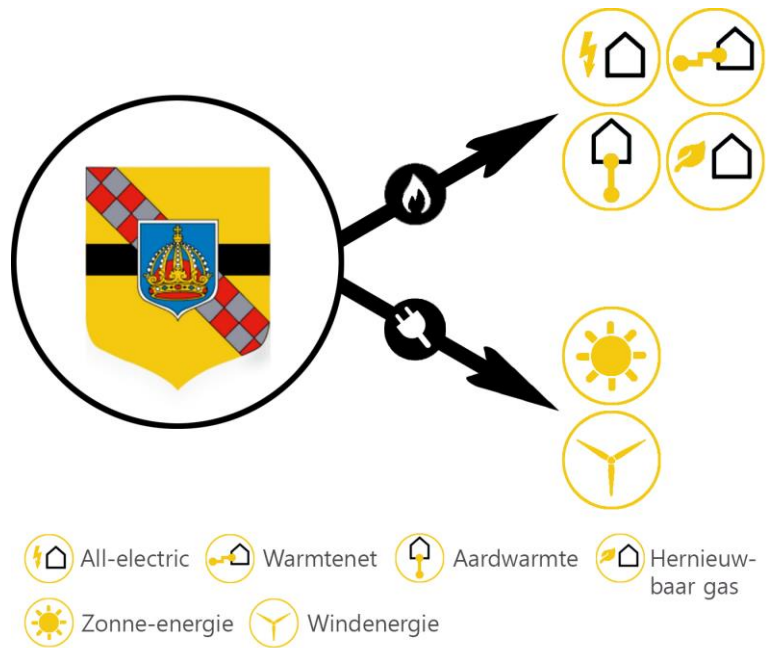 All-electric
Warmtenet
Aardwarmte
Hernieuw-
baar gas
Zonne-energie
Windenergie